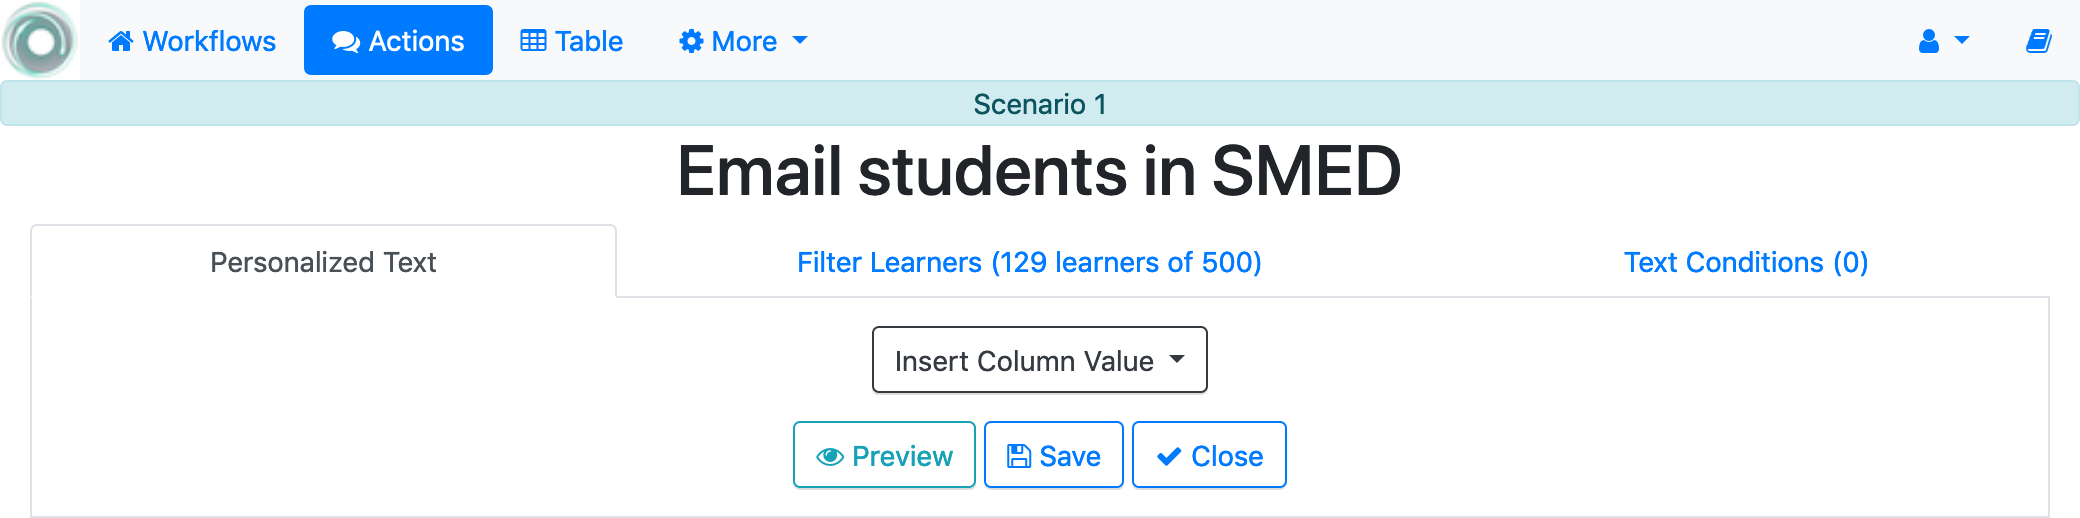 Workflows Actions Table More
Scenario 1
Email students in SMED
Personalized Text Filter Learners (129 learners of 500) Text Conditions (0)
Insert Column Value
Preview Save Close